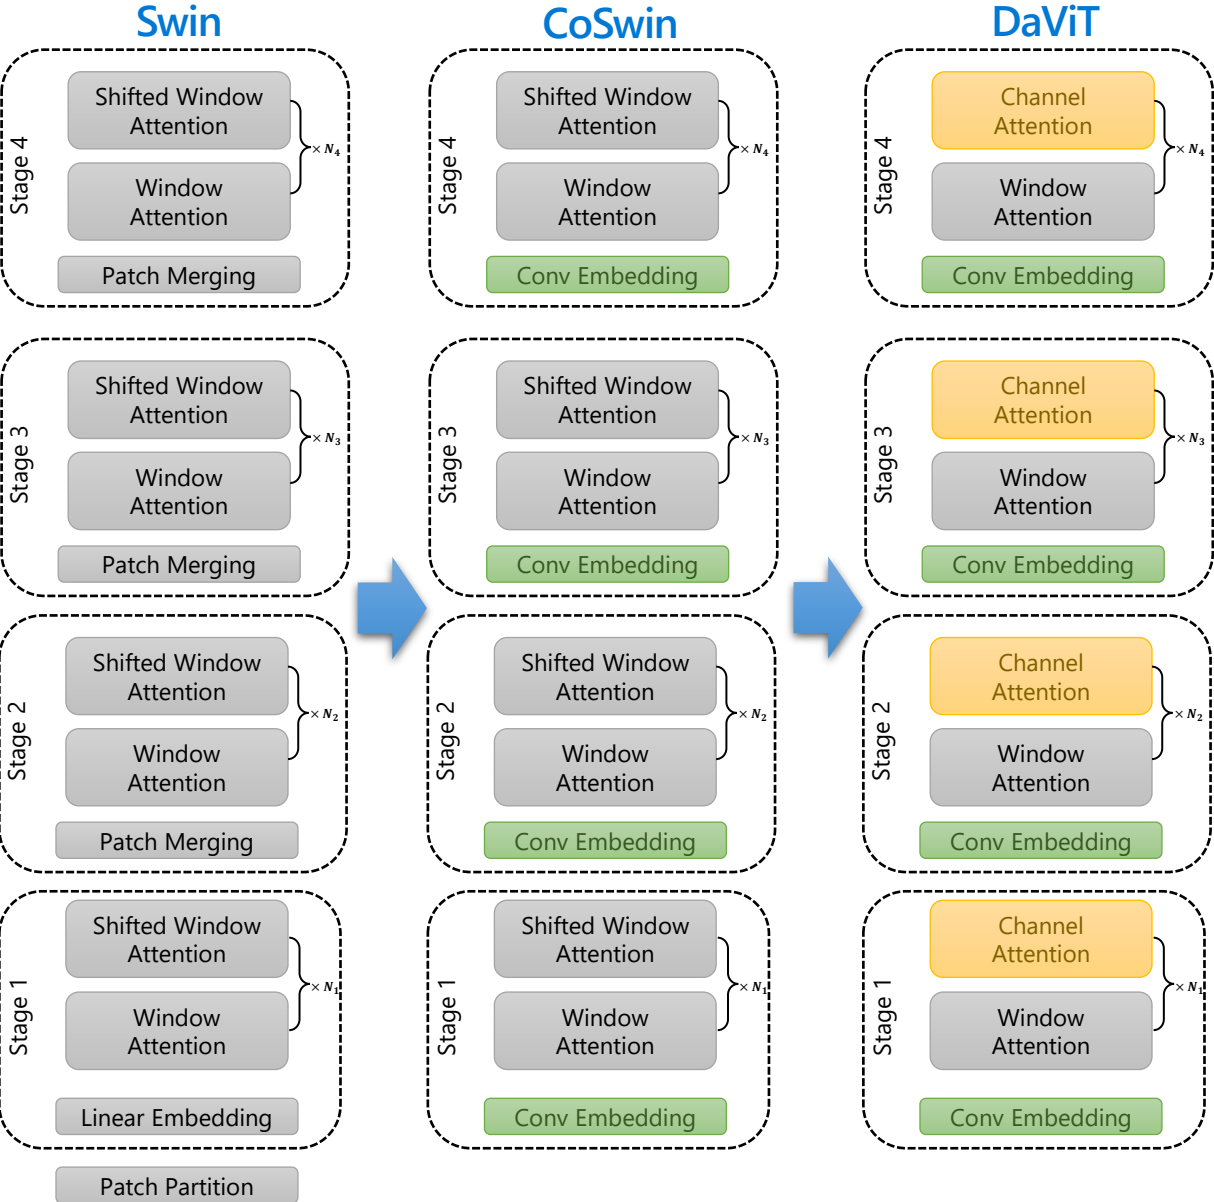 Swin
Stage 4
Shifted Window
Attention
Window
Attention
× N₄
Patch Merging
Stage 3
Shifted Window
Attention
Window
Attention
× N₃
Patch Merging
Stage 2
Shifted Window
Attention
Window
Attention
× N₂
Patch Merging
Stage 1
Shifted Window
Attention
Window
Attention
× N₁
Linear Embedding
Patch Partition
CoSwin
Stage 4
Shifted Window
Attention
Window
Attention
× N₄
Conv Embedding
Stage 3
Shifted Window
Attention
Window
Attention
× N₃
Conv Embedding
Stage 2
Shifted Window
Attention
Window
Attention
× N₂
Conv Embedding
Stage 1
Shifted Window
Attention
Window
Attention
× N₁
Conv Embedding
DaViT
Stage 4
Channel
Attention
Window
Attention
× N₄
Conv Embedding
Stage 3
Channel
Attention
Window
Attention
× N₃
Conv Embedding
Stage 2
Channel
Attention
Window
Attention
× N₂
Conv Embedding
Stage 1
Channel
Attention
Window
Attention
× N₁
Conv Embedding